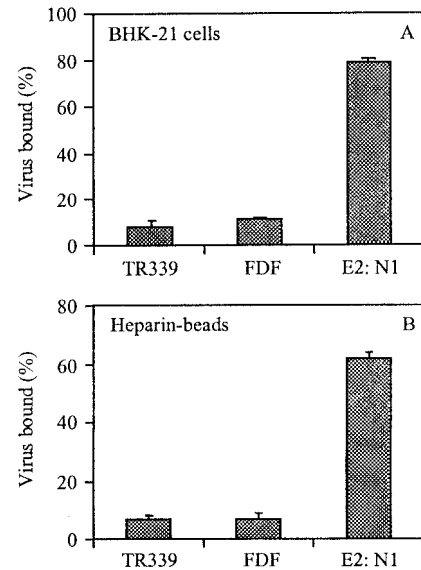 BHK-21 cells A
100
80
60
40
20
0
Virus bound (%)
TR339 FDF E2: N1
Heparin-beads B
80
60
40
20
0
Virus bound (%)
TR339 FDF E2: N1